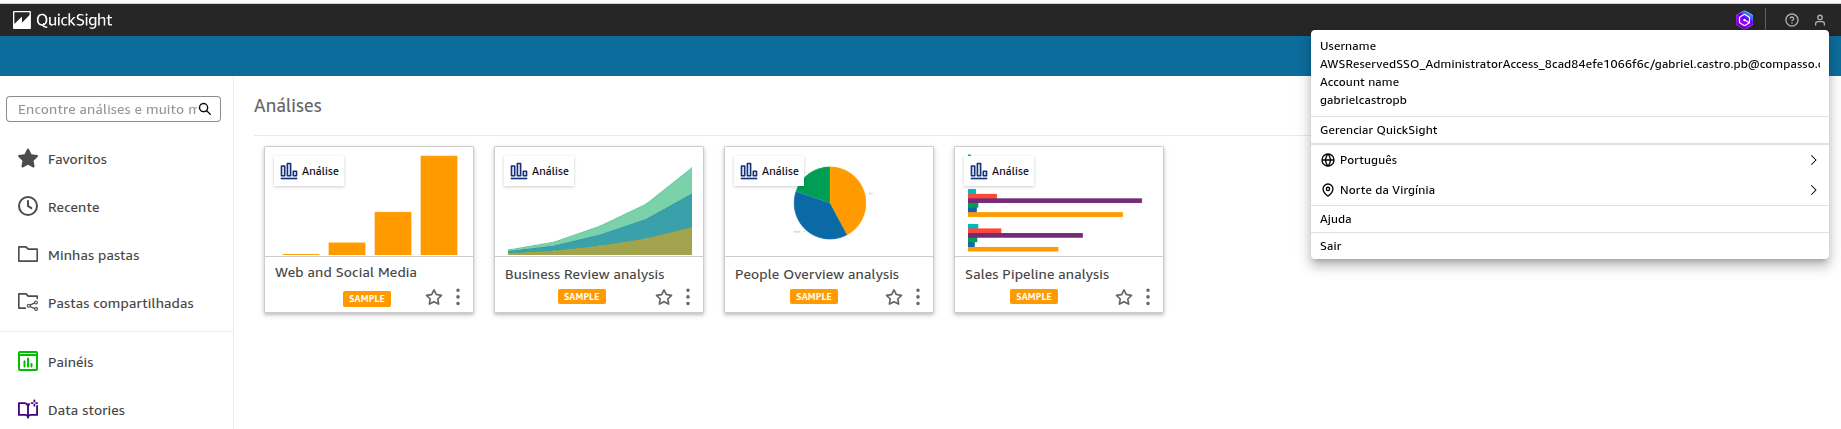 QuickSight
Username
AWSReservedSSO_AdministratorAccess_8cad84efe1066f6c/gabriel.castro.pb@compasso.
Account name
gabrielcastropb
Gerenciar QuickSight
Português
Norte da Virgínia
Ajuda
Sair
Encontre análises e muito m
Favoritos
Recente
Minhas pastas
Pastas compartilhadas
Painéis
Data stories
Análises
Análise
Web and Social Media
SAMPLE
Análise
Business Review analysis
SAMPLE
Análise
People Overview analysis
SAMPLE
Análise
Sales Pipeline analysis
SAMPLE